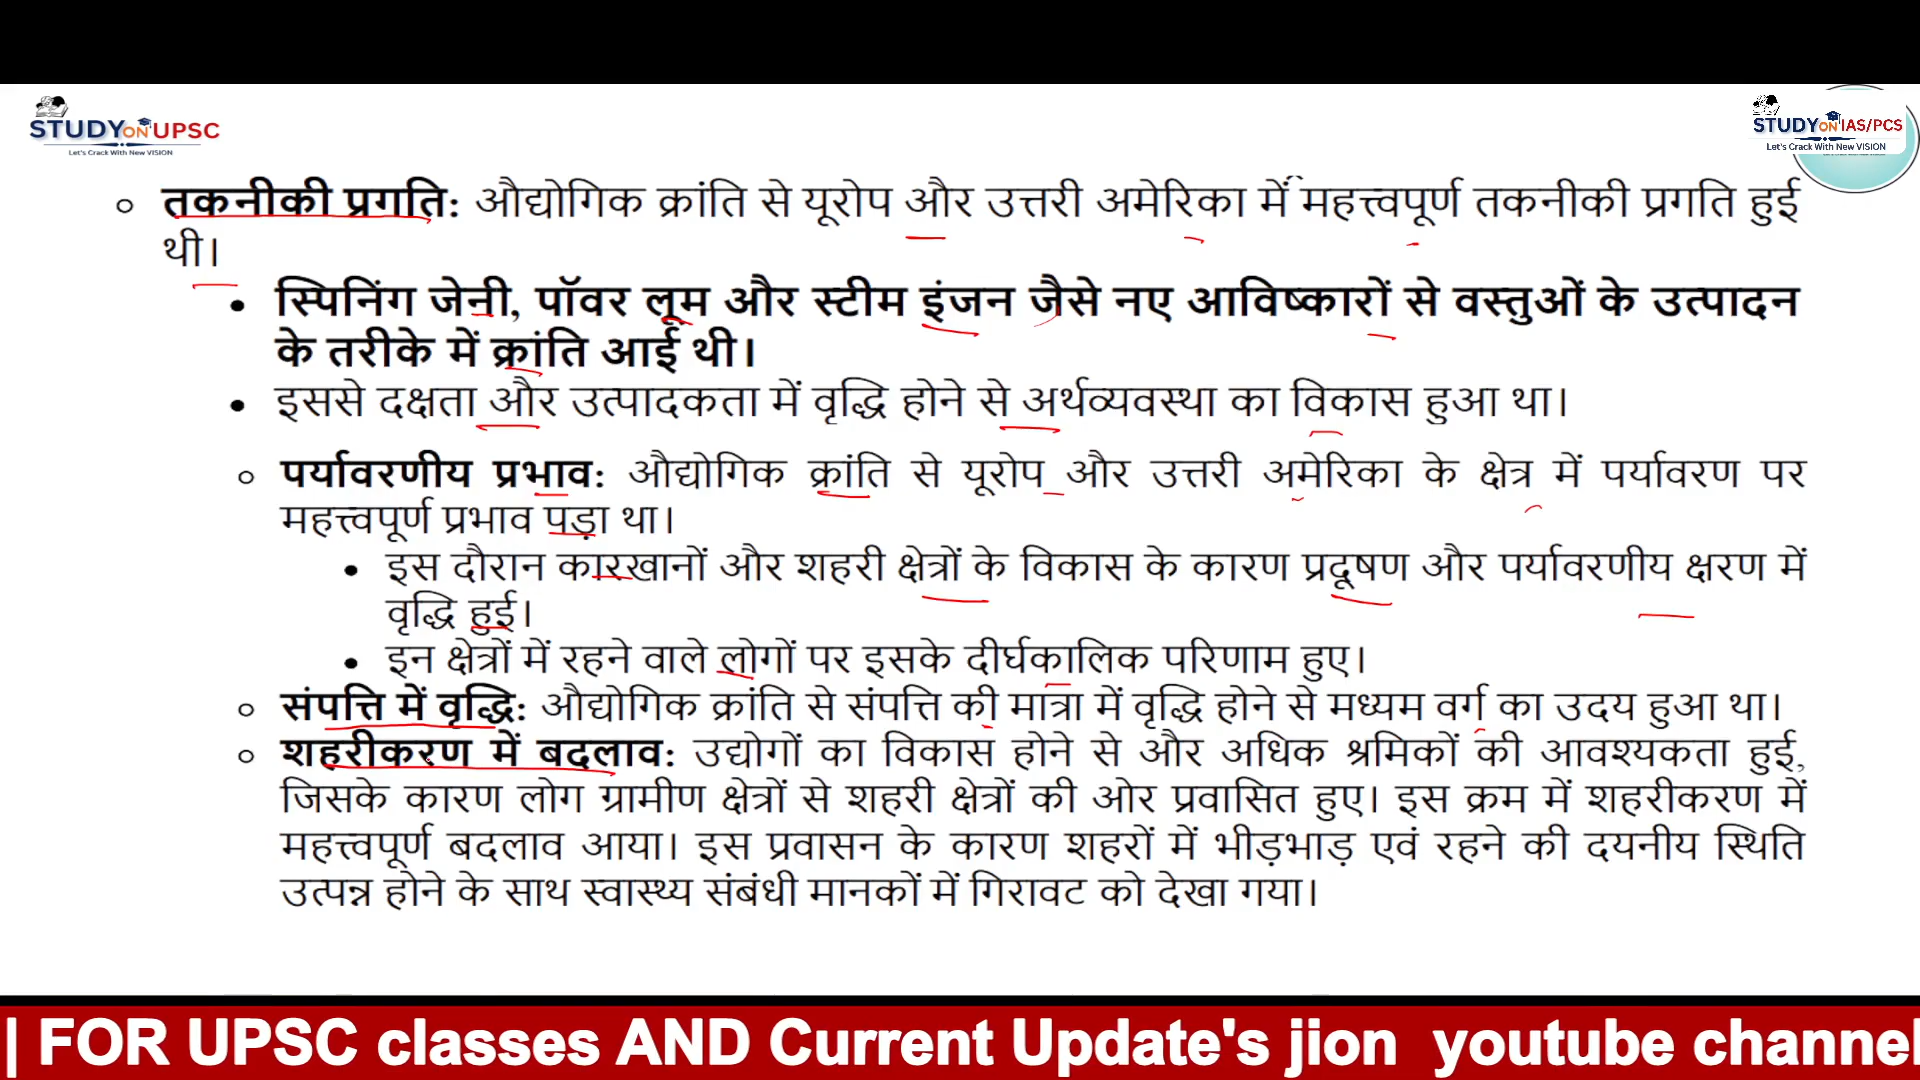 STUDY ON UPSC
Let's Crack With New VISION
STUDY ON IAS/PCS
Let's Crack With New VISION
तकनीकी प्रगति: औद्योगिक क्रांति से यूरोप और उत्तरी अमेरिका में महत्त्वपूर्ण तकनीकी प्रगति हुई
थी।
स्पिनिंग जेनी, पॉवर लूम और स्टीम इंजन जैसे नए आविष्कारों से वस्तुओं के उत्पादन
के तरीके में क्रांति आई थी।
इससे दक्षता और उत्पादकता में वृद्धि होने से अर्थव्यवस्था का विकास हुआ था।
पर्यावरणीय प्रभाव: औद्योगिक क्रांति से यूरोप और उत्तरी अमेरिका के क्षेत्र में पर्यावरण पर
महत्त्वपूर्ण प्रभाव पड़ा था।
इस दौरान कारखानों और शहरी क्षेत्रों के विकास के कारण प्रदूषण और पर्यावरणीय क्षरण में
वृद्धि हुई।
इन क्षेत्रों में रहने वाले लोगों पर इसके दीर्घकालिक परिणाम हुए।
संपत्ति में वृद्धि: औद्योगिक क्रांति से संपत्ति की मात्रा में वृद्धि होने से मध्यम वर्ग का उदय हुआ था।
शहरीकरण में बदलाव: उद्योगों का विकास होने से और अधिक श्रमिकों की आवश्यकता हुई,
जिसके कारण लोग ग्रामीण क्षेत्रों से शहरी क्षेत्रों की ओर प्रवासित हुए। इस क्रम में शहरीकरण में
महत्त्वपूर्ण बदलाव आया। इस प्रवासन के कारण शहरों में भीड़भाड़ एवं रहने की दयनीय स्थिति
उत्पन्न होने के साथ स्वास्थ्य संबंधी मानकों में गिरावट को देखा गया।
| FOR UPSC classes AND Current Update's jion youtube channel